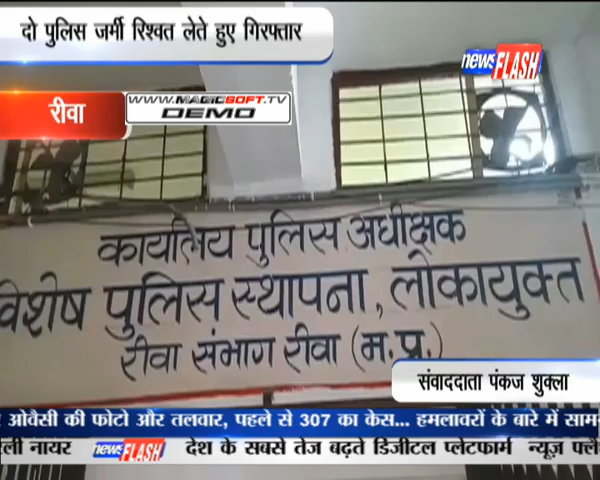 दो पुलिस जर्मी रिश्वत लेते हुए गिरफ्तार
news FLASH
रीवा
WWW.MAGICSOFT.TV
DEMO
कार्यालय पुलिस अधीक्षक
विशेष पुलिस स्थापना, लोकायुक्त
रीवा संभाग रीवा (म.प्र.)
संवाददाता पंकज शुक्ला
ओवैसी की फोटो और तलवार, पहले से 307 का केस... हमलावरों के बारे में
नायर news FLASH देश के सबसे तेज बढ़ते डिजीटल प्लेटफार्म न्यूज़